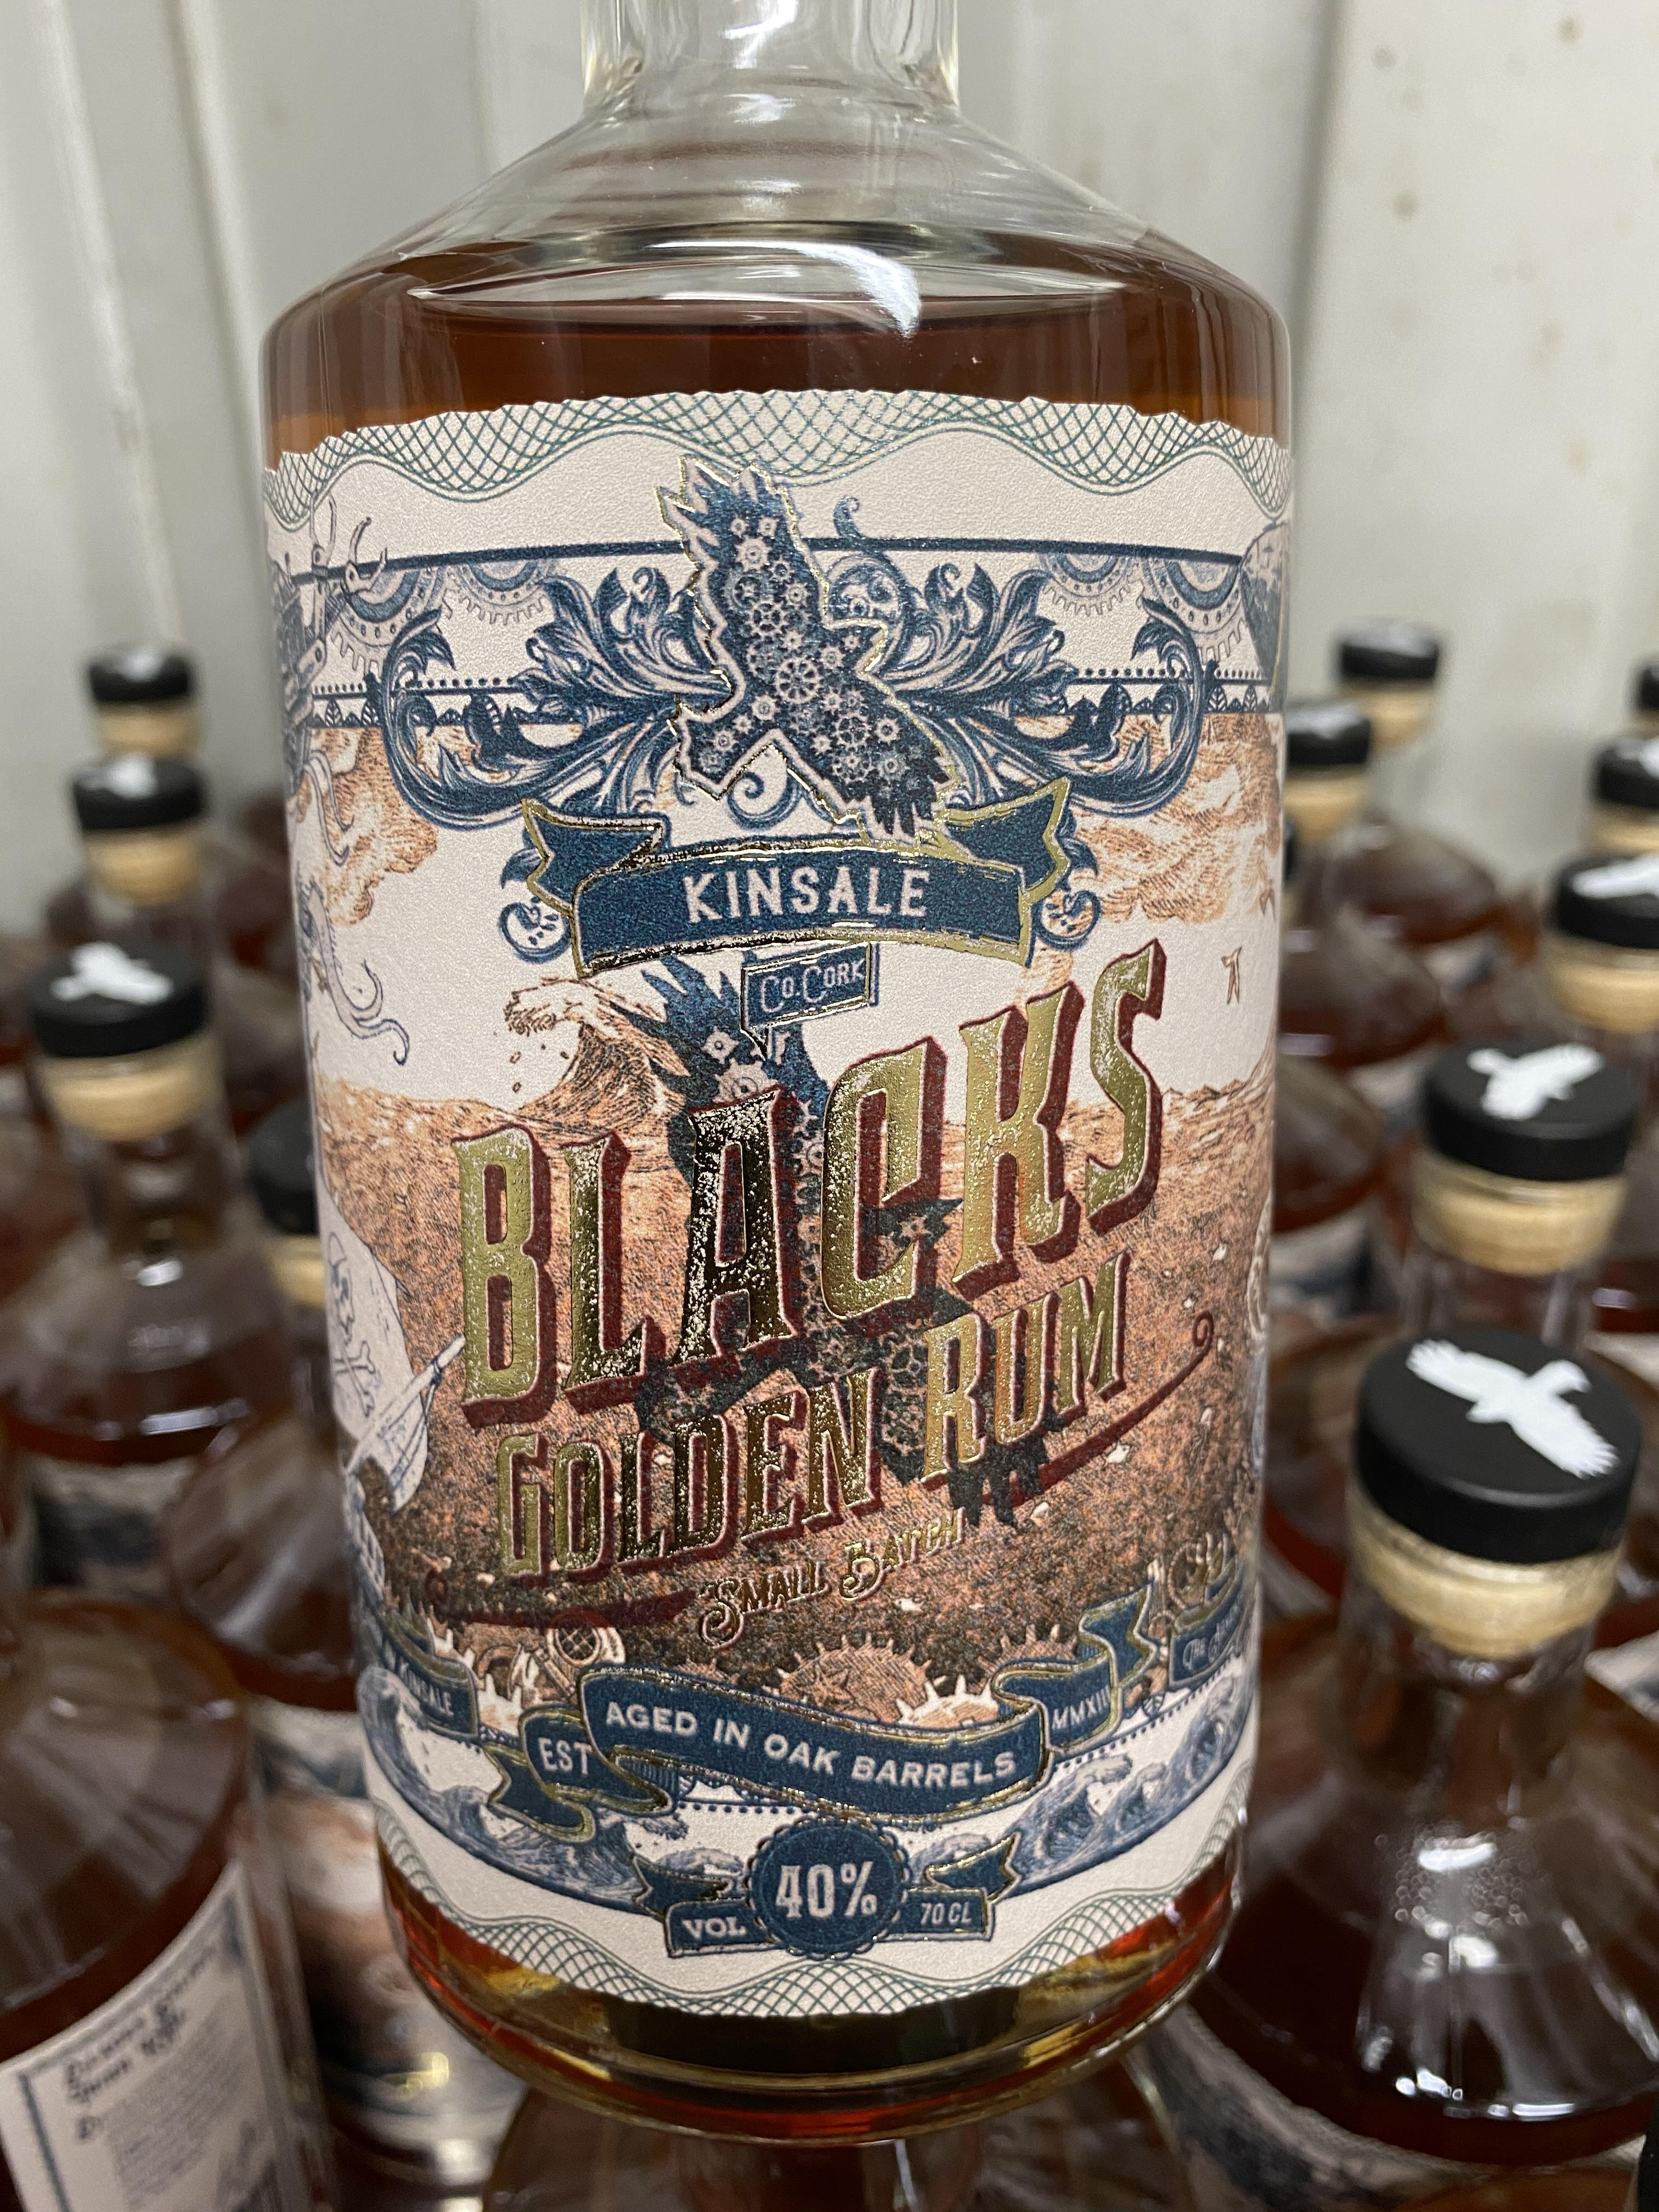 KINSALE
Co. CORK
BLACKS
GOLDEN RUM
SMALL BATCH
KINSALE
AGED IN OAK BARRELS
EST
MMXIII
VOL 40% 70 CL